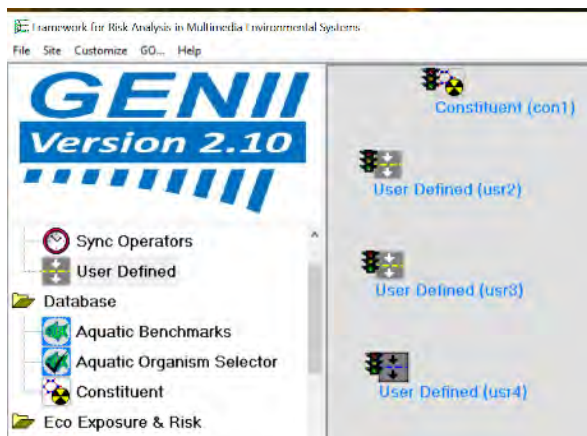 Framework for Risk Analysis in Multimedia Environmental Systems
File Site Customize GO... Help
GENII
Version 2.10
Sync Operators
User Defined
Database
Aquatic Benchmarks
Aquatic Organism Selector
Constituent
Eco Exposure & Risk
Constituent (con1)
User Defined (usr2)
User Defined (usr3)
User Defined (usr4)